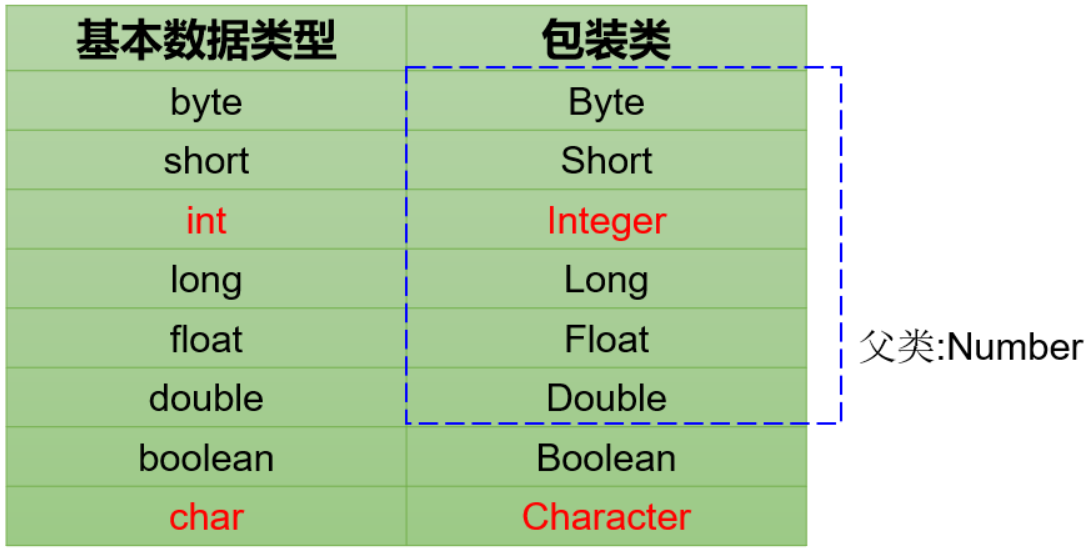 基本数据类型 包装类
byte Byte
short Short
int Integer
long Long
float Float
父类:Number
double Double
boolean Boolean
char Character